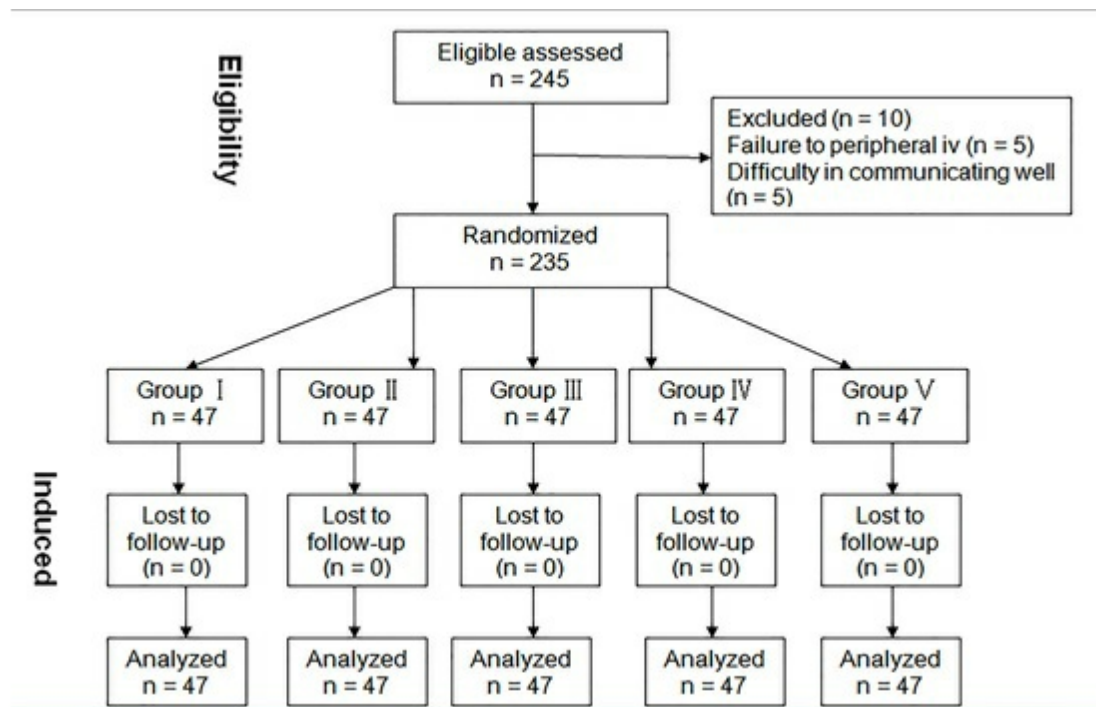 Eligibility
Eligible assessed
n = 245
Excluded (n = 10)
Failure to peripheral iv (n = 5)
Difficulty in communicating well
(n = 5)
Randomized
n = 235
Group Ⅰ
n = 47
Group Ⅱ
n = 47
Group Ⅲ
n = 47
Group Ⅳ
n = 47
Group Ⅴ
n = 47
Induced
Lost to
follow-up
(n = 0)
Lost to
follow-up
(n = 0)
Lost to
follow-up
(n = 0)
Lost to
follow-up
(n = 0)
Lost to
follow-up
(n = 0)
Analyzed
n = 47
Analyzed
n = 47
Analyzed
n = 47
Analyzed
n = 47
Analyzed
n = 47